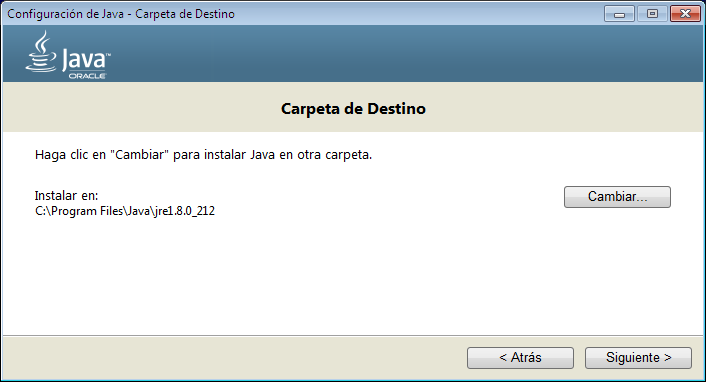 Configuración de Java - Carpeta de Destino
Java™
ORACLE
Carpeta de Destino
Haga clic en "Cambiar" para instalar Java en otra carpeta.
Instalar en:
Cambiar...
C:\Program Files\Java\jre1.8.0_212
< Atrás
Siguiente >